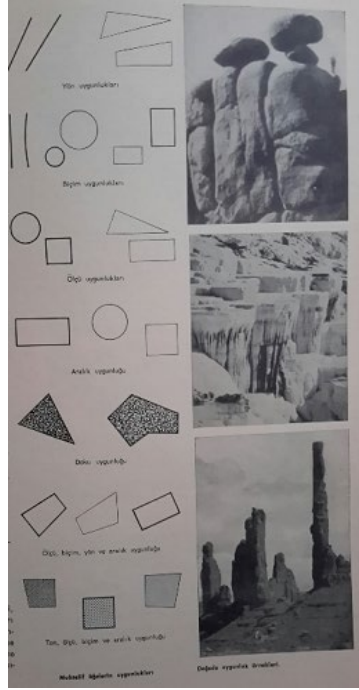 Yön uygunlukları
Biçim uygunlukları
Ölçü uygunlukları
Aralık uygunluğu
Doku uygunluğu
Ölçü, biçim, yön ve aralık uygunluğu
Ton, ölçü, biçim ve aralık uygunluğu
Muhtelif öğelerin uygunlukları
Doğada uygunluk örnekleri.